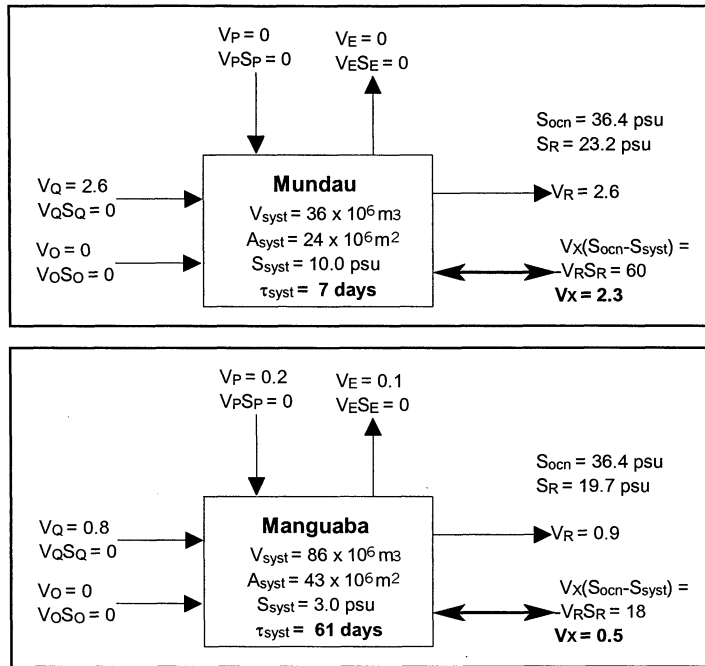 VP = 0
VPSP = 0
VE = 0
VESE = 0
Socn = 36.4 psu
SR = 23.2 psu
VQ = 2.6
VQSQ = 0
VO = 0
VOSO = 0
Mundau
Vsyst = 36 x 10⁶ m³
Asyst = 24 x 10⁶ m²
Ssyst = 10.0 psu
τsyst = 7 days
VR = 2.6
VX(Socn-Ssyst) =
VRSR = 60
Vx = 2.3
VP = 0.2
VPSP = 0
VE = 0.1
VESE = 0
Socn = 36.4 psu
SR = 19.7 psu
VQ = 0.8
VQSQ = 0
VO = 0
VOSO = 0
Manguaba
Vsyst = 86 x 10⁶ m³
Asyst = 43 x 10⁶ m²
Ssyst = 3.0 psu
τsyst = 61 days
VR = 0.9
VX(Socn-Ssyst) =
VRSR = 18
Vx = 0.5